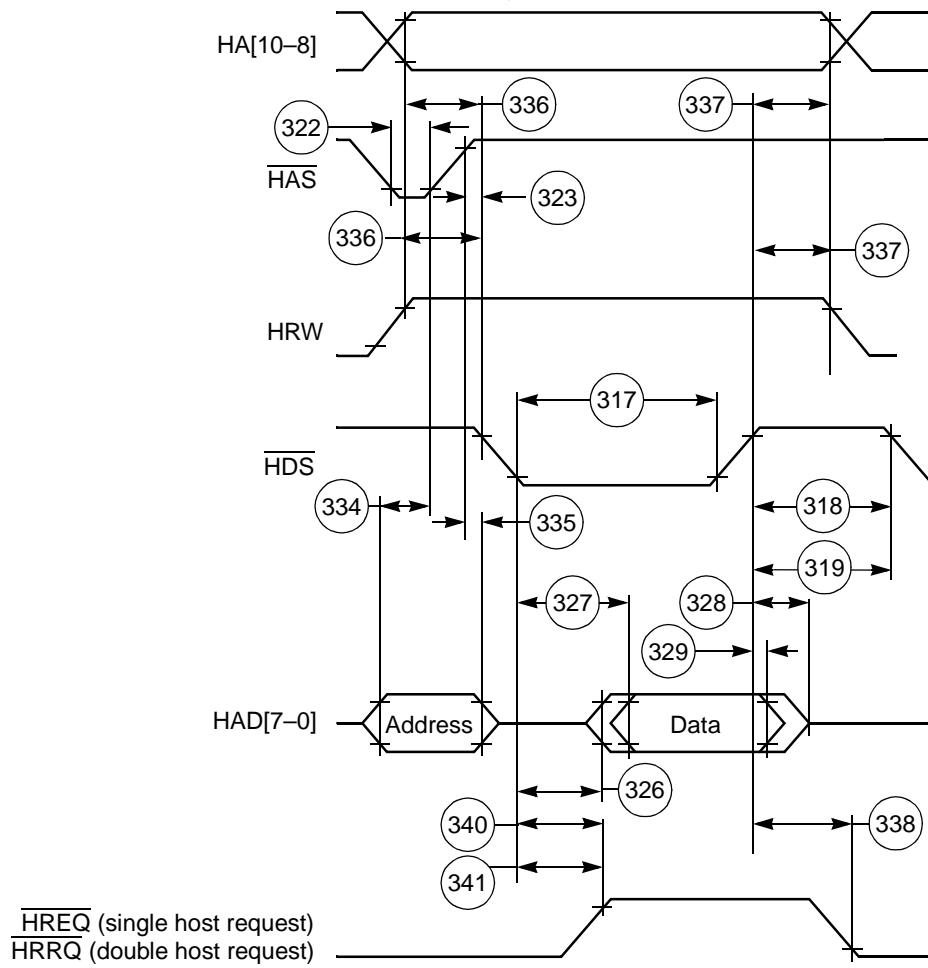 HA[10–8]
336
337
322
HAS
323
336
337
HRW
317
HDS
334
335
318
319
327
328
329
HAD[7–0]
Address
Data
326
340
338
341
HREQ (single host request)
HRRQ (double host request)